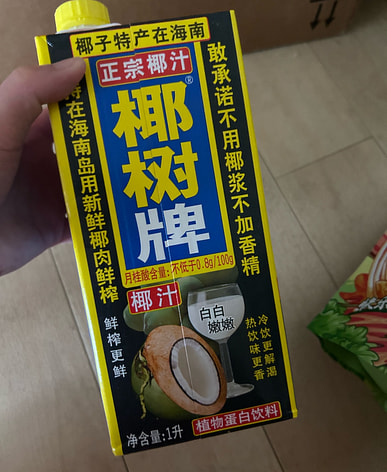 椰子特产在海南
正宗椰汁
®
椰树牌
特在海南岛用新鲜椰肉鲜榨
敢承诺不用椰浆不加香精
月桂酸含量:不低于0.8g/100g
椰汁
白白
嫩嫩
鲜榨更鲜
冷饮更解渴
热饮味更香
植物蛋白饮料
净含量:1升